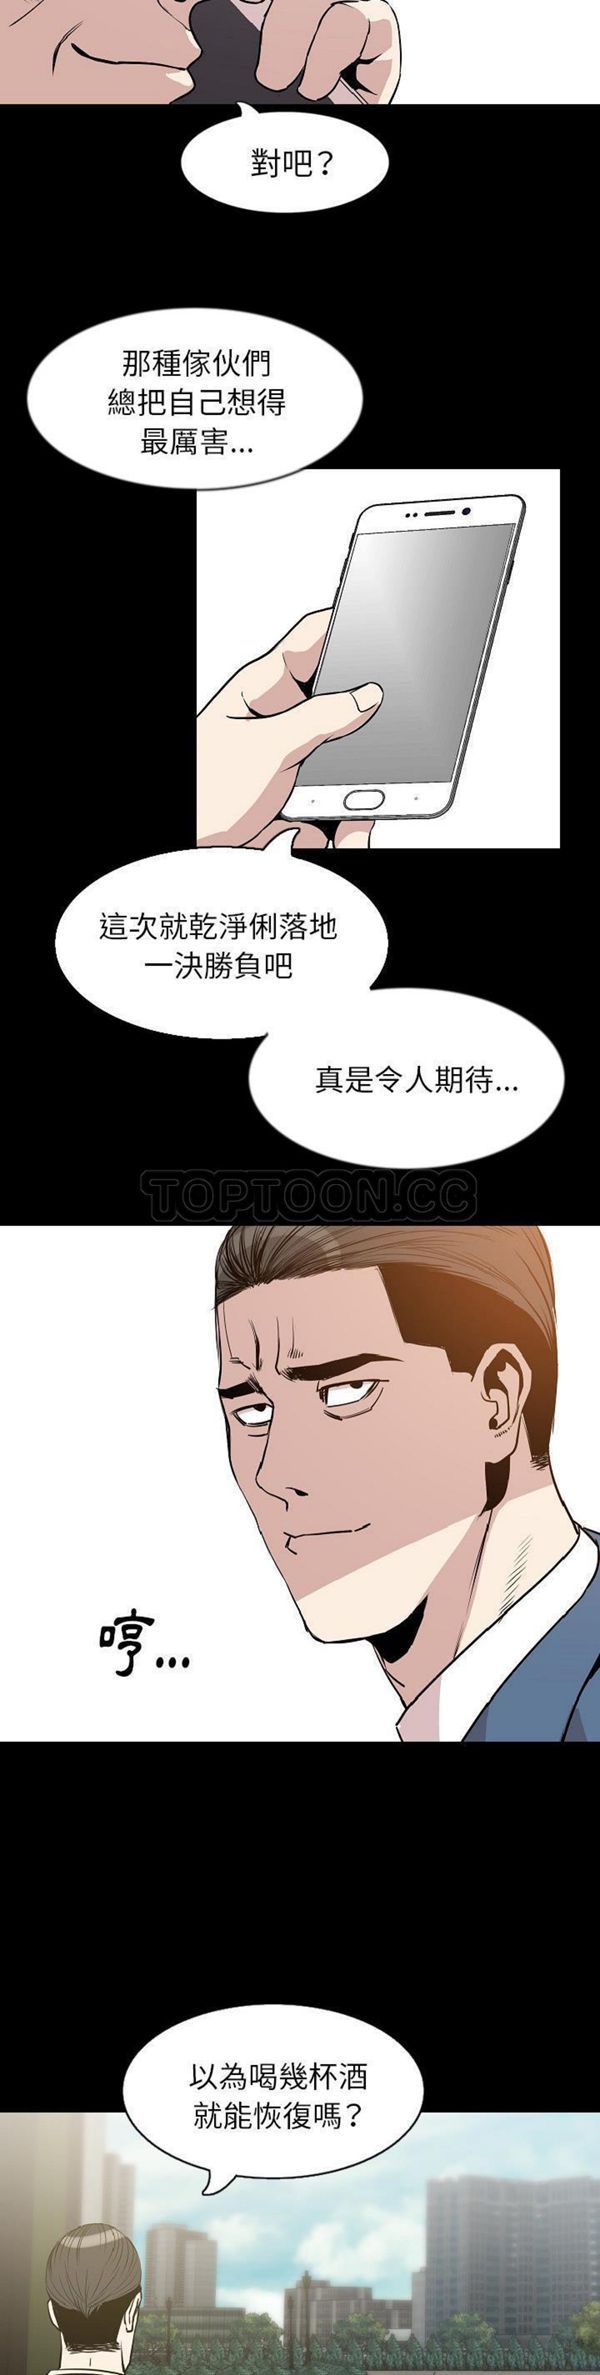 對吧？
那種傢伙們
總把自己想得
最厲害...
這次就乾淨俐落地
一決勝負吧
真是令人期待...
TOPTOON.CC
哼...
以為喝幾杯酒
就能恢復嗎？